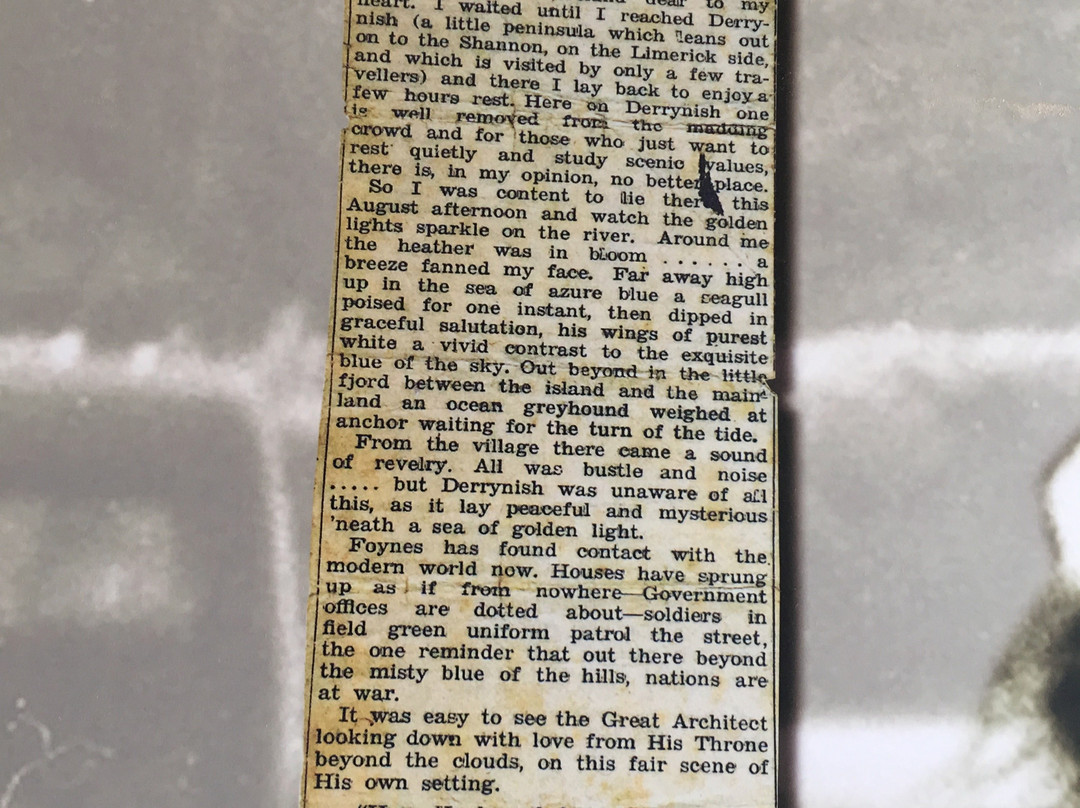 heart. I waited until I reached Derry-
nish (a little peninsula which leans out
on to the Shannon, on the Limerick side,
and which is visited by only a few tra-
vellers) and there I lay back to enjoy a
few hours rest. Here on Derrynish one
is well removed from the madding
crowd and for those who just want to
rest quietly and study scenic values,
there is, in my opinion, no better place.
So I was content to lie there this
August afternoon and watch the golden
lights sparkle on the river. Around me
the heather was in bloom ....... a
breeze fanned my face. Far away high
up in the sea of azure blue a seagull
poised for one instant, then dipped in
graceful salutation, his wings of purest
white a vivid contrast to the exquisite
blue of the sky. Out beyond in the little
fjord between the island and the main-
land an ocean greyhound weighed at
anchor waiting for the turn of the tide.
From the village there came a sound
of revelry. All was bustle and noise
..... but Derrynish was unaware of all
this, as it lay peaceful and mysterious
'neath a sea of golden light.
Foynes has found contact with the
modern world now. Houses have sprung
up as if from nowhere—Government
offices are dotted about—soldiers in
field green uniform patrol the street,
the one reminder that out there beyond
the misty blue of the hills, nations are
at war.
It was easy to see the Great Architect
looking down with love from His Throne
beyond the clouds, on this fair scene of
His own setting.